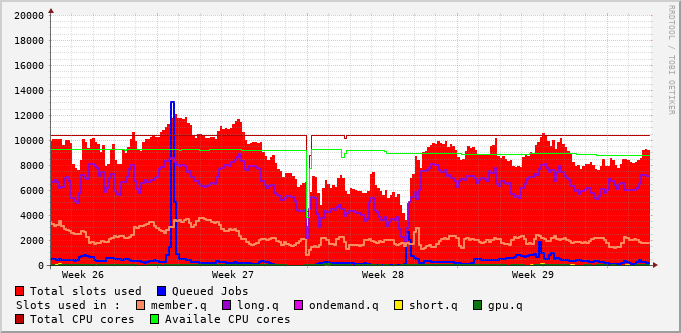 20000
18000
16000
14000
12000
10000
8000
6000
4000
2000
0
Week 26 Week 27 Week 28 Week 29
RRDTOOL / TOBI OETIKER
Total slots used Queued Jobs
Slots used in : member.q long.q ondemand.q short.q gpu.q
Total CPU cores Availale CPU cores